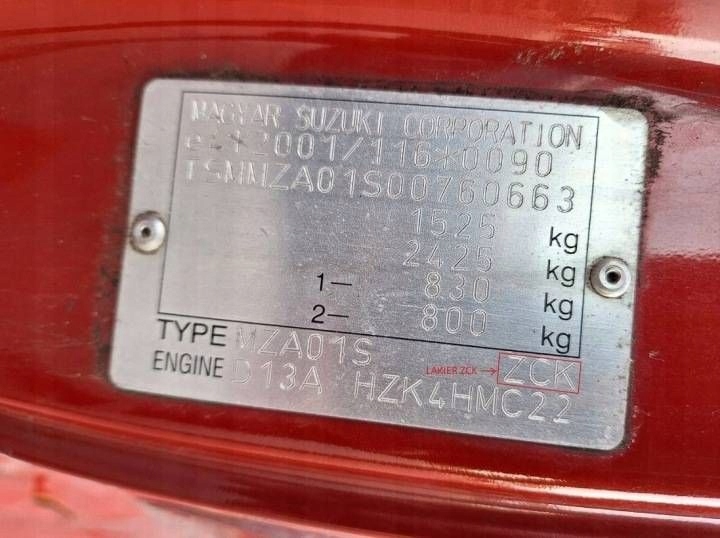 MAGYAR SUZUKI CORPORATION
e4*2001/116*0090
TSMMZA01S00760663
1525 kg
2425 kg
1— 830 kg
2— 800 kg
TYPE MZA01S LAKIER ZCK → ZCK
ENGINE D13A HZK4HMC22